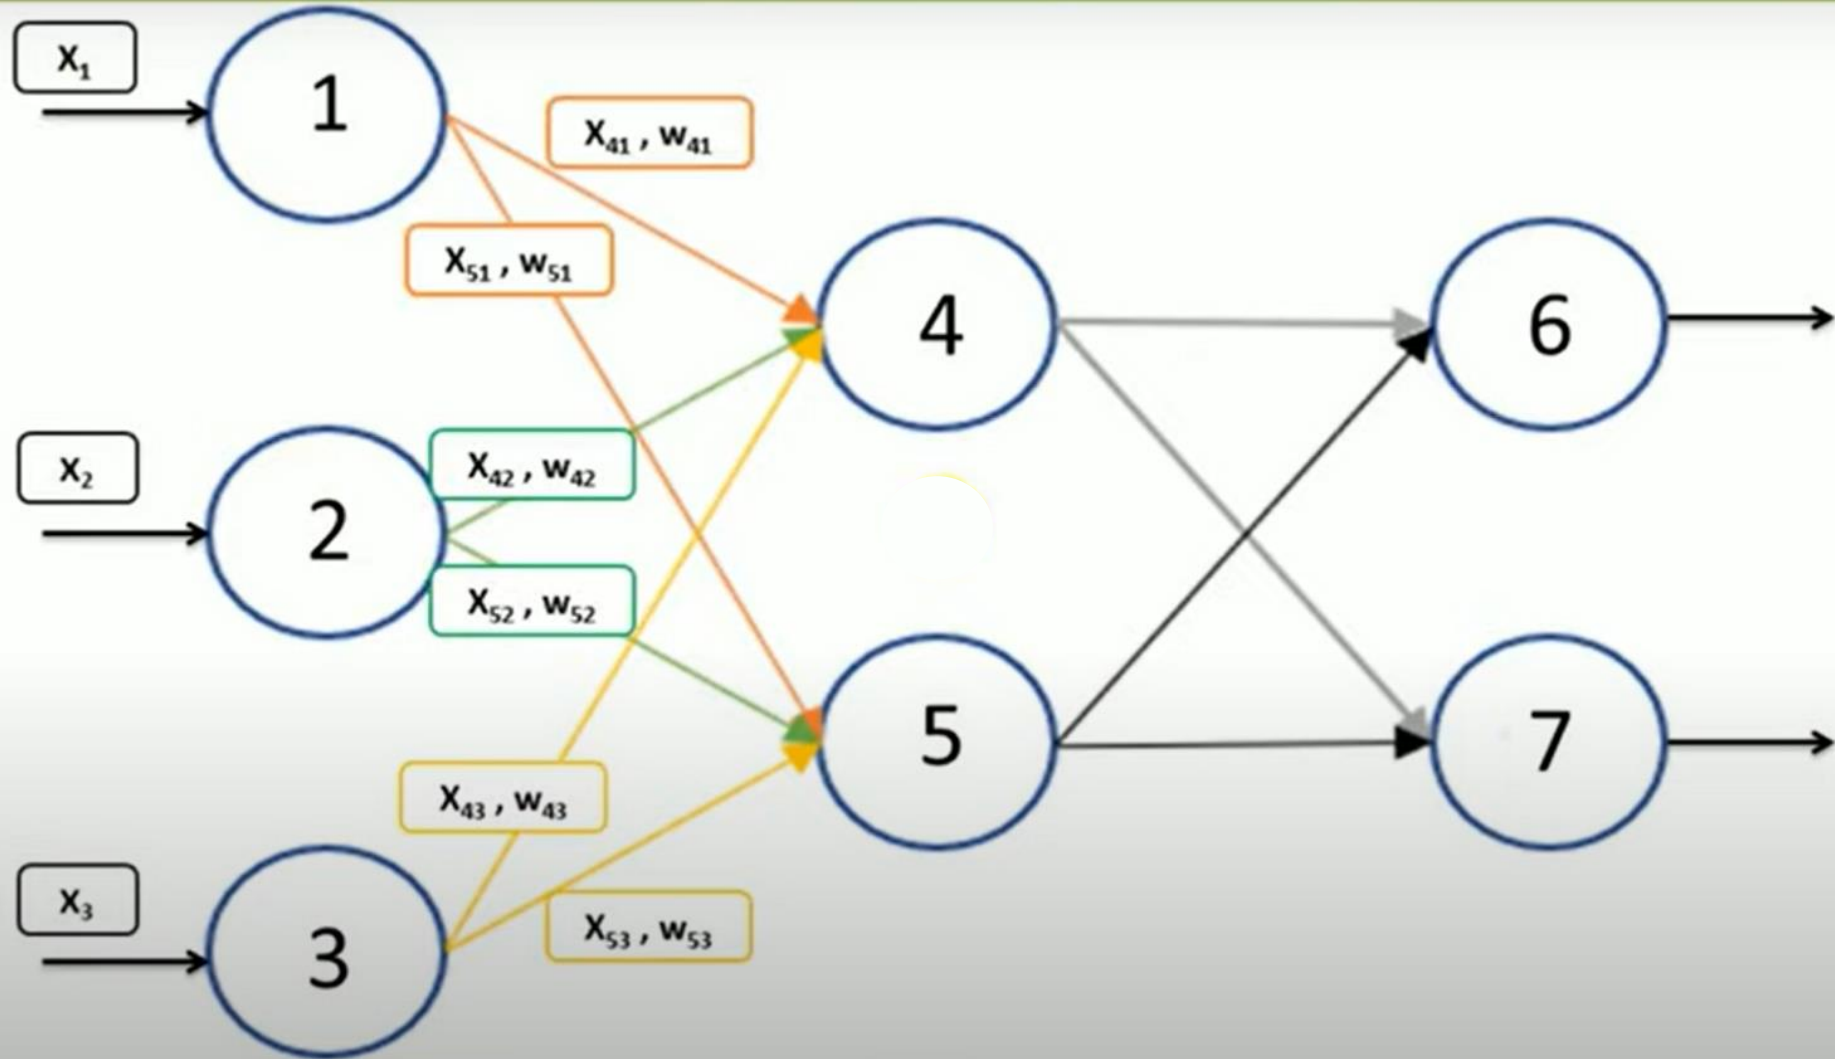 X₁
1
X₄₁ , w₄₁
X₅₁ , w₅₁
4
6
X₂
2
X₄₂ , w₄₂
X₅₂ , w₅₂
5
7
X₄₃ , w₄₃
X₃
3
X₅₃ , w₅₃